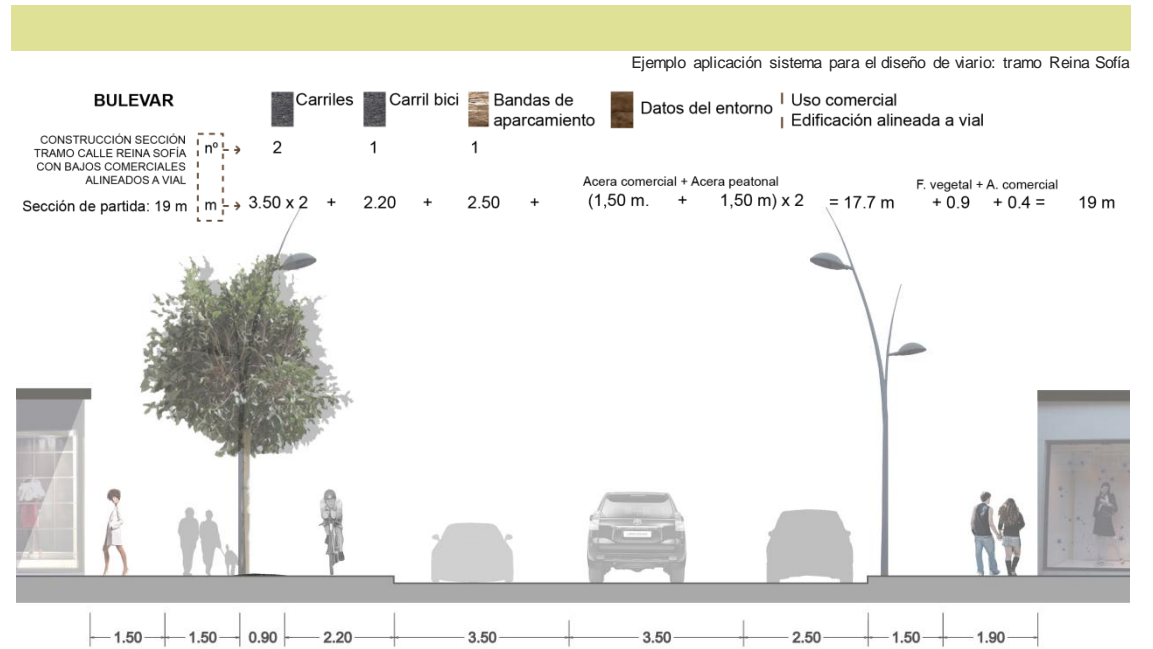 Ejemplo aplicación sistema para el diseño de viario: tramo Reina Sofía
BULEVAR
Carriles
Carril bici
Bandas de
aparcamiento
Datos del entorno
Uso comercial
Edificación alineada a vial
CONSTRUCCIÓN SECCIÓN
TRAMO CALLE REINA SOFÍA
CON BAJOS COMERCIALES
ALINEADOS A VIAL
nº 2 1 1
Acera comercial + Acera peatonal
F. vegetal + A. comercial
Sección de partida: 19 m m 3.50 x 2 + 2.20 + 2.50 + (1,50 m. + 1,50 m) x 2 = 17.7 m + 0.9 + 0.4 = 19 m
1.50 1.50 0.90 2.20 3.50 3.50 2.50 1.50 1.90